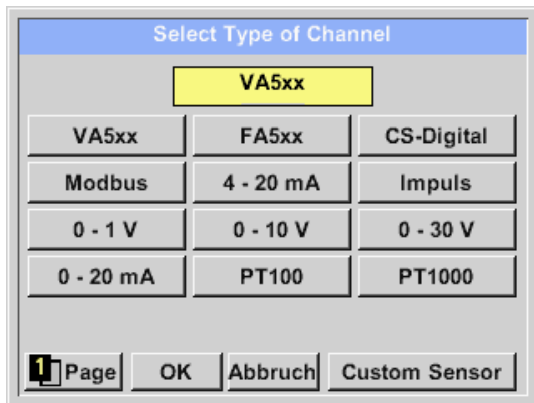 Select Type of Channel
VA5xx
VA5xx FA5xx CS-Digital
Modbus 4 - 20 mA Impuls
0 - 1 V 0 - 10 V 0 - 30 V
0 - 20 mA PT100 PT1000
1 Page OK Abbruch Custom Sensor